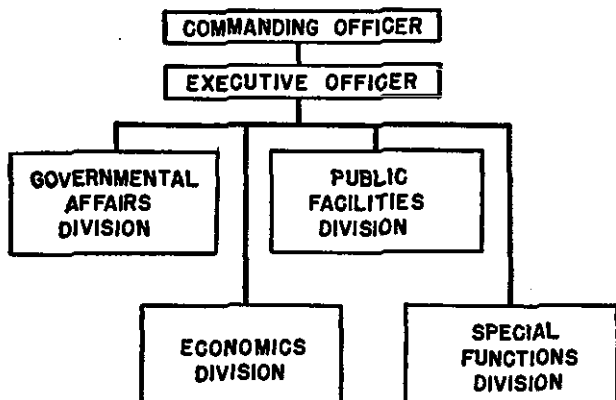 COMMANDING OFFICER
EXECUTIVE OFFICER
GOVERNMENTAL
AFFAIRS
DIVISION
PUBLIC
FACILITIES
DIVISION
ECONOMICS
DIVISION
SPECIAL
FUNCTIONS
DIVISION